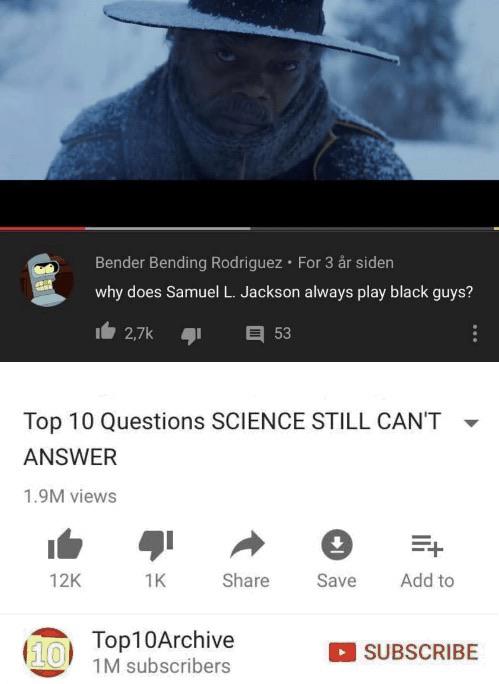 Bender Bending Rodriguez • For 3 år siden
why does Samuel L. Jackson always play black guys?
2,7k 53
Top 10 Questions SCIENCE STILL CAN'T
ANSWER
1.9M views
12K 1K Share Save Add to
10 Top10Archive
1M subscribers
SUBSCRIBE